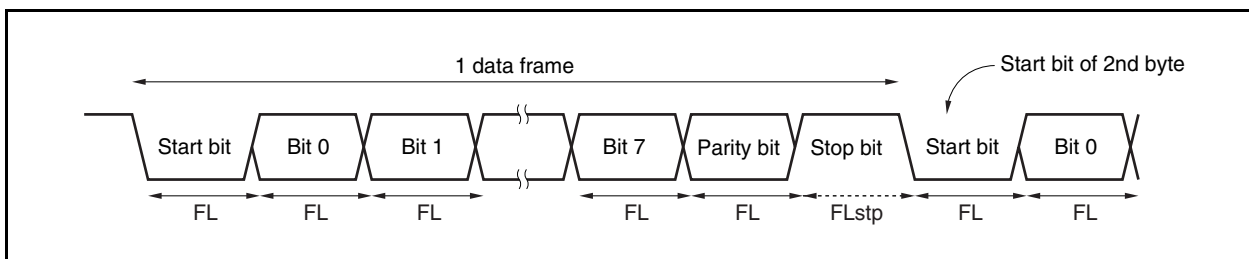 1 data frame
Start bit of 2nd byte
Start bit Bit 0 Bit 1 Bit 7 Parity bit Stop bit Start bit Bit 0
FL FL FL FL FL FLstp FL FL